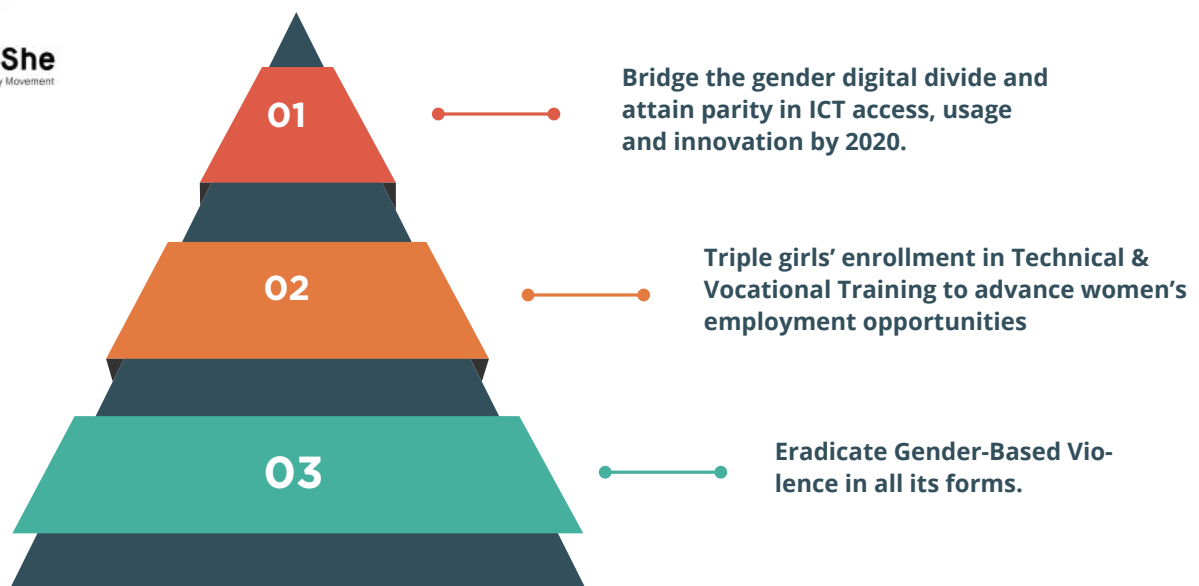 She
Movement
01
Bridge the gender digital divide and
attain parity in ICT access, usage
and innovation by 2020.
02
Triple girls’ enrollment in Technical &
Vocational Training to advance women’s
employment opportunities
03
Eradicate Gender-Based Vio-
lence in all its forms.